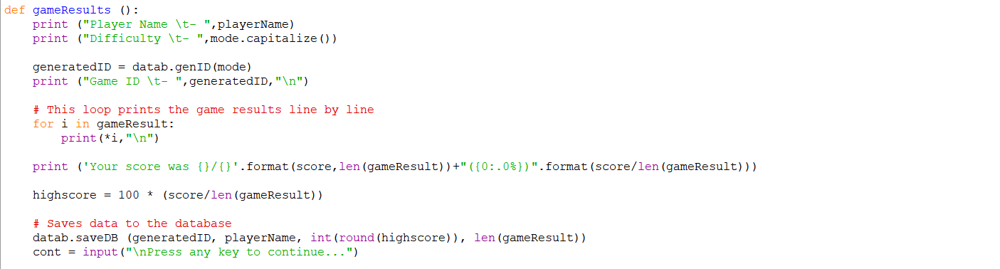 def gameResults ():
    print ("Player Name \t- ",playerName)
    print ("Difficulty \t- ",mode.capitalize())

    generatedID = datab.genID(mode)
    print ("Game ID \t- ",generatedID,"\n")

    # This loop prints the game results line by line
    for i in gameResult:
        print(*i,"\n")

    print ('Your score was {}/{}'.format(score,len(gameResult))+"({0:.0%})".format(score/len(gameResult)))

    highscore = 100 * (score/len(gameResult))

    # Saves data to the database
    datab.saveDB (generatedID, playerName, int(round(highscore)), len(gameResult))
    cont = input("\nPress any key to continue...")